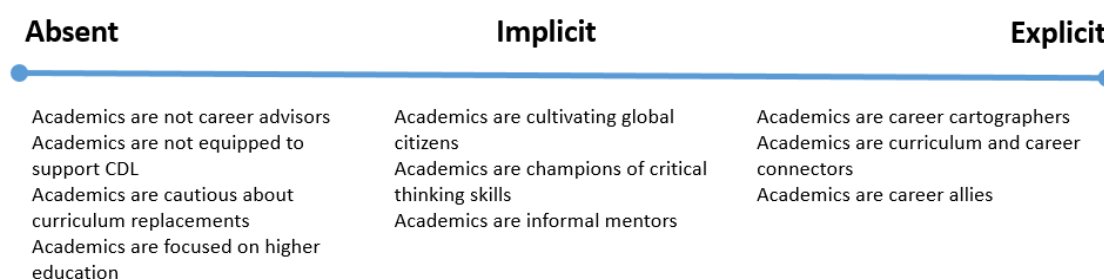 Absent
Implicit
Explicit
Academics are not career advisors
Academics are not equipped to
support CDL
Academics are cautious about
curriculum replacements
Academics are focused on higher
education
Academics are cultivating global
citizens
Academics are champions of critical
thinking skills
Academics are informal mentors
Academics are career cartographers
Academics are curriculum and career
connectors
Academics are career allies